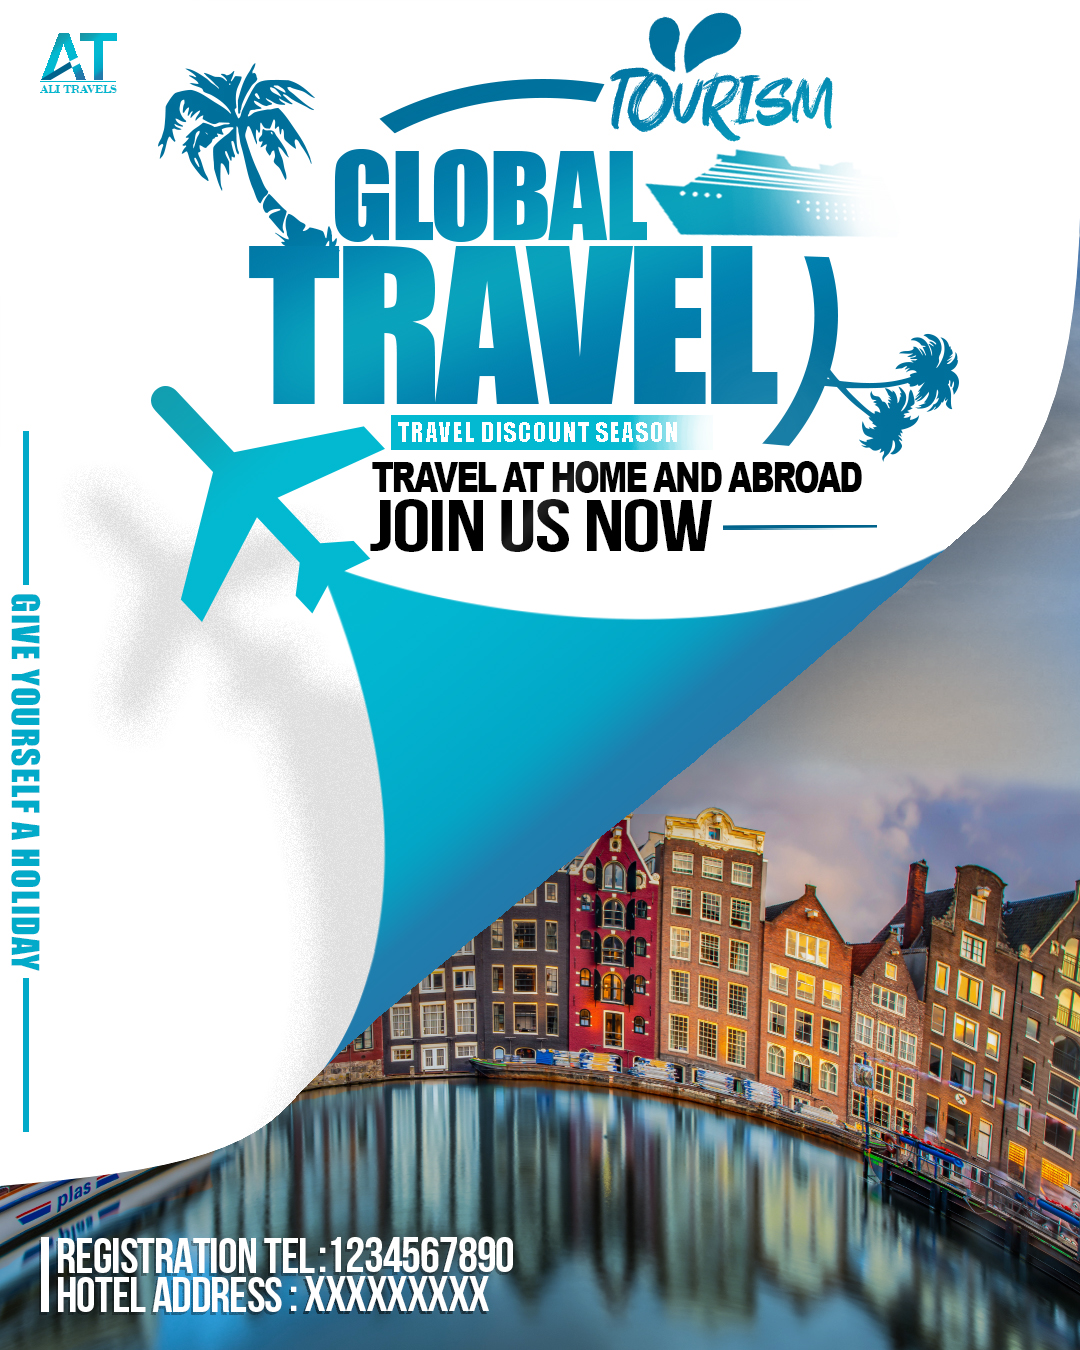 AT
ALI TRAVELS
TOURISM
GLOBAL
TRAVEL
TRAVEL DISCOUNT SEASON
TRAVEL AT HOME AND ABROAD
JOIN US NOW
GIVE YOURSELF A HOLIDAY
plas
REGISTRATION TEL:1234567890
HOTEL ADDRESS : XXXXXXXXX